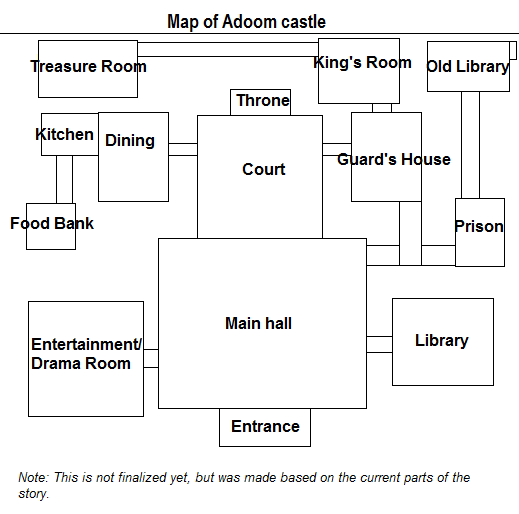 Map of Adoom castle
Treasure Room
King's Room
Old Library
Throne
Kitchen
Dining
Court
Guard's House
Food Bank
Prison
Main hall
Entertainment/
Drama Room
Library
Entrance
Note: This is not finalized yet, but was made based on the current parts of the
story.